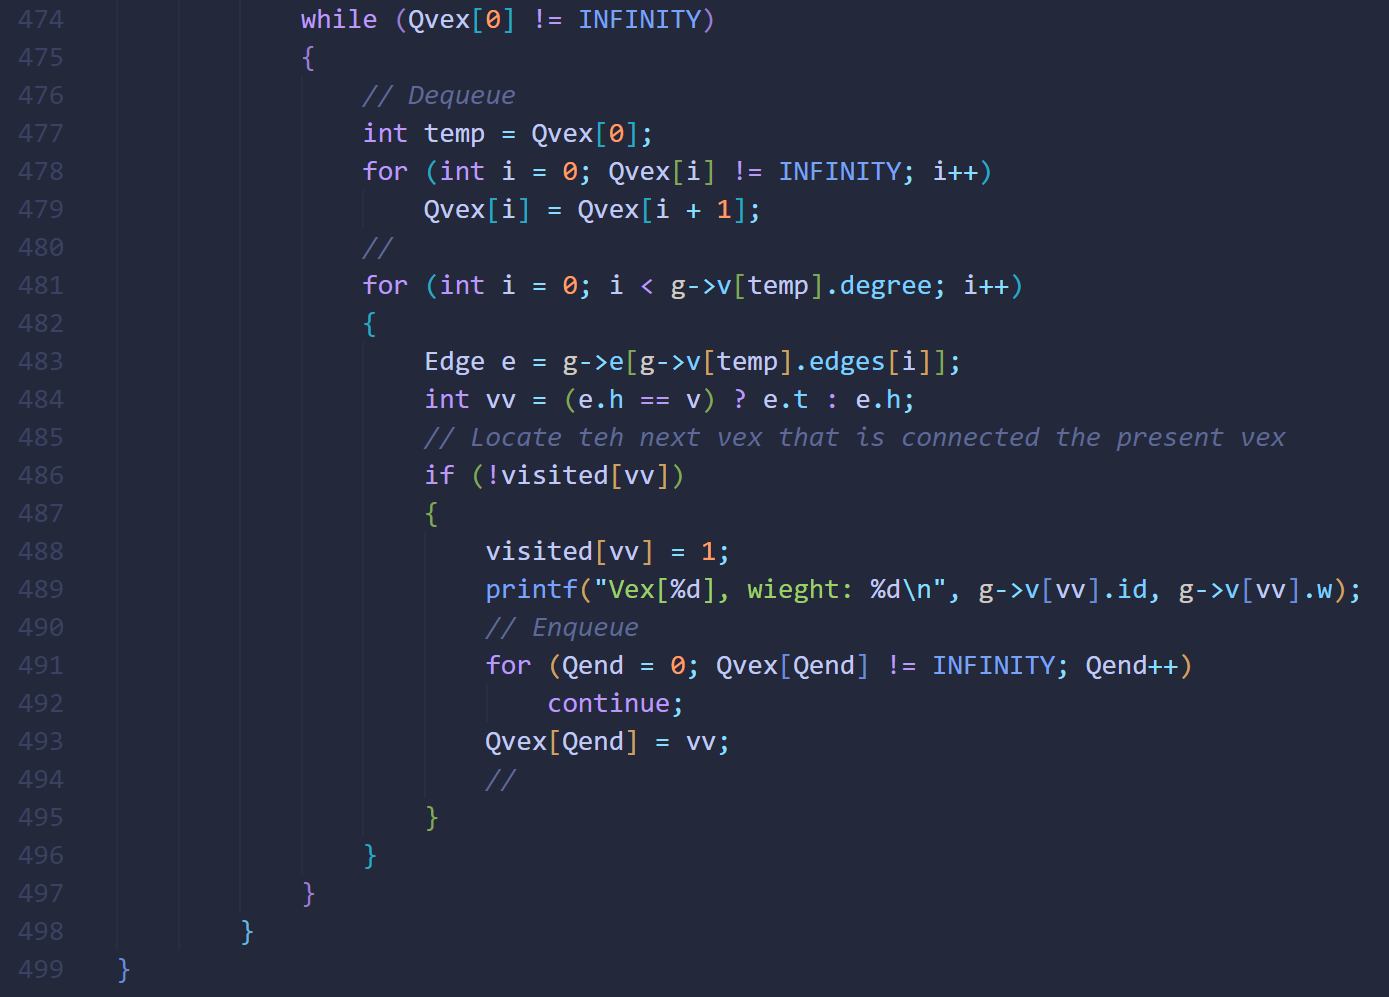 474 while (Qvex[0] != INFINITY)
475 {
476 // Dequeue
477 int temp = Qvex[0];
478 for (int i = 0; Qvex[i] != INFINITY; i++)
479 Qvex[i] = Qvex[i + 1];
480 //
481 for (int i = 0; i < g->v[temp].degree; i++)
482 {
483 Edge e = g->e[g->v[temp].edges[i]];
484 int vv = (e.h == v) ? e.t : e.h;
485 // Locate teh next vex that is connected the present vex
486 if (!visited[vv])
487 {
488 visited[vv] = 1;
489 printf("Vex[%d], wieght: %d\n", g->v[vv].id, g->v[vv].w);
490 // Enqueue
491 for (Qend = 0; Qvex[Qend] != INFINITY; Qend++)
492 continue;
493 Qvex[Qend] = vv;
494 //
495 }
496 }
497 }
498 }
499 }